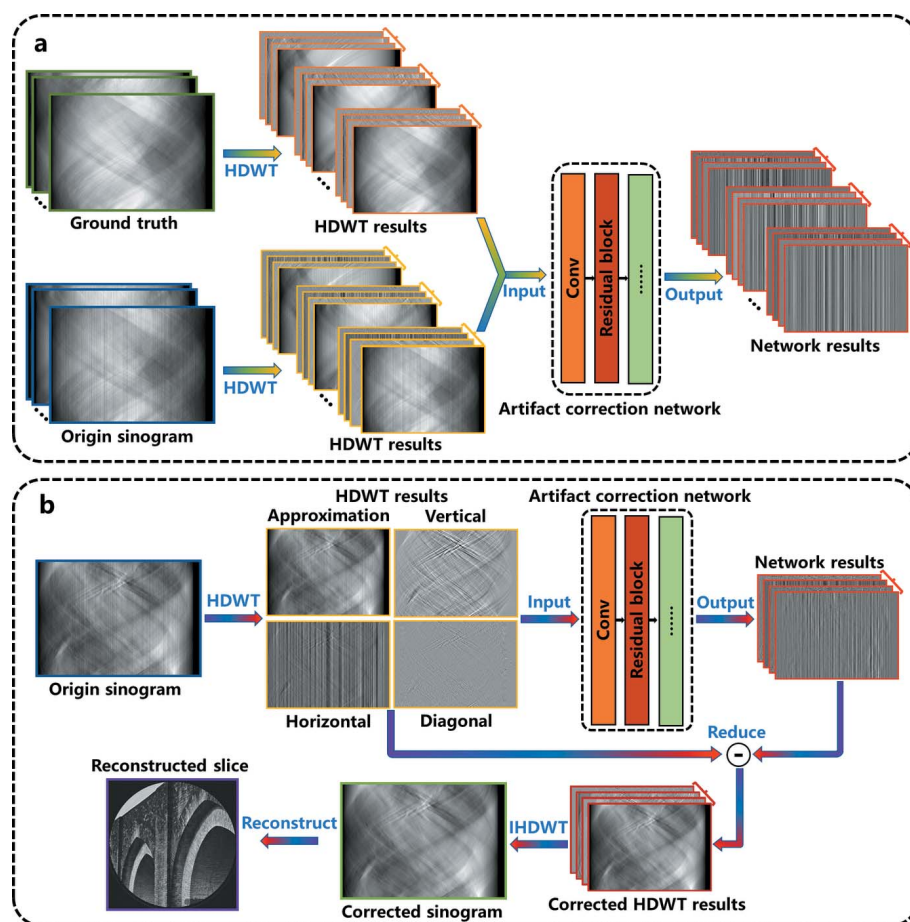 a
HDWT
Ground truth
HDWT results
Input
Conv
Residual block
......
Output
Artifact correction network
Network results
HDWT
Origin sinogram
HDWT results
b
HDWT results
Approximation
Vertical
Artifact correction network
Network results
HDWT
Input
Conv
Residual block
......
Output
Origin sinogram
Horizontal
Diagonal
Reduce
-
Reconstructed slice
Reconstruct
IHDWT
Corrected sinogram
Corrected HDWT results